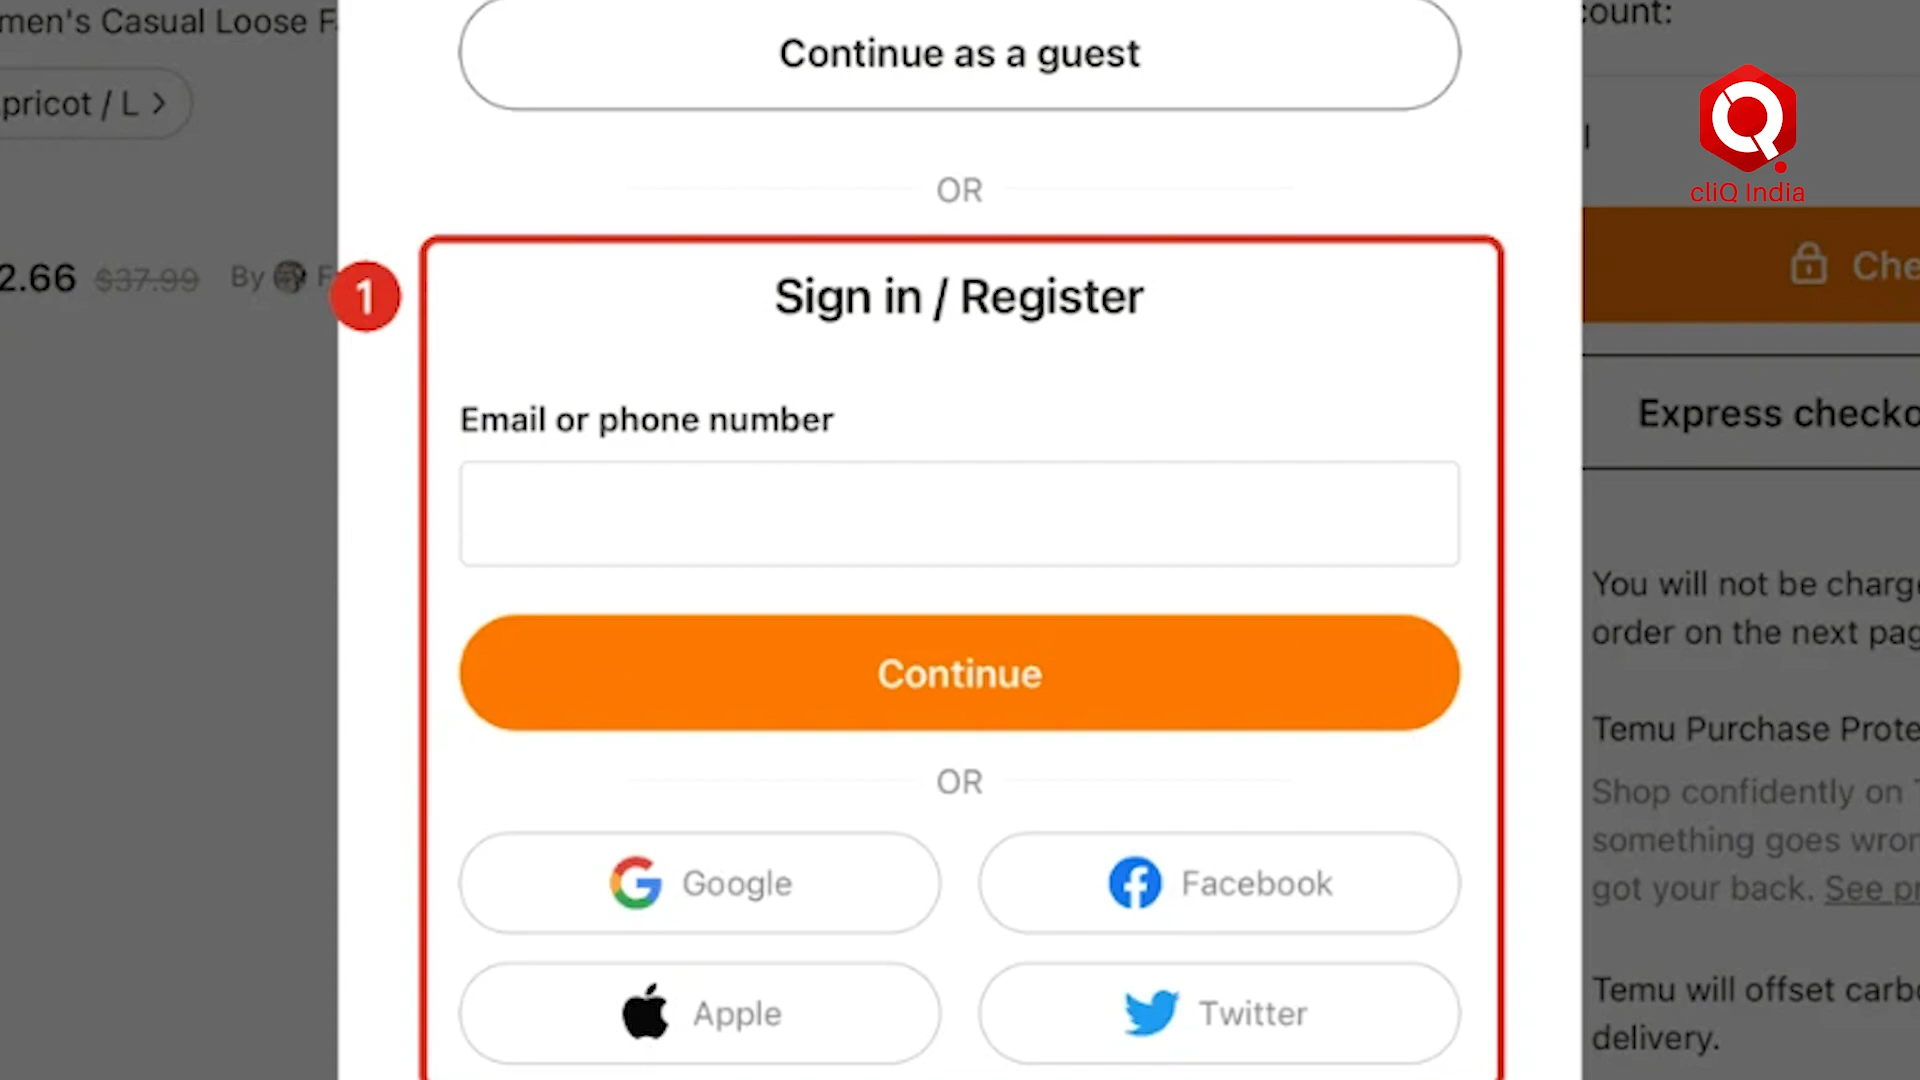 men's Casual Loose F
pricot / L >
2.66 $37.99 By
Continue as a guest
OR
1
Sign in / Register
Email or phone number
Continue
OR
Google
Facebook
Apple
Twitter
count:
cliQ India
Che
Express checko
You will not be charg
order on the next pag
Temu Purchase Prote
Shop confidently on T
something goes wron
got your back. See pr
Temu will offset carbo
delivery.